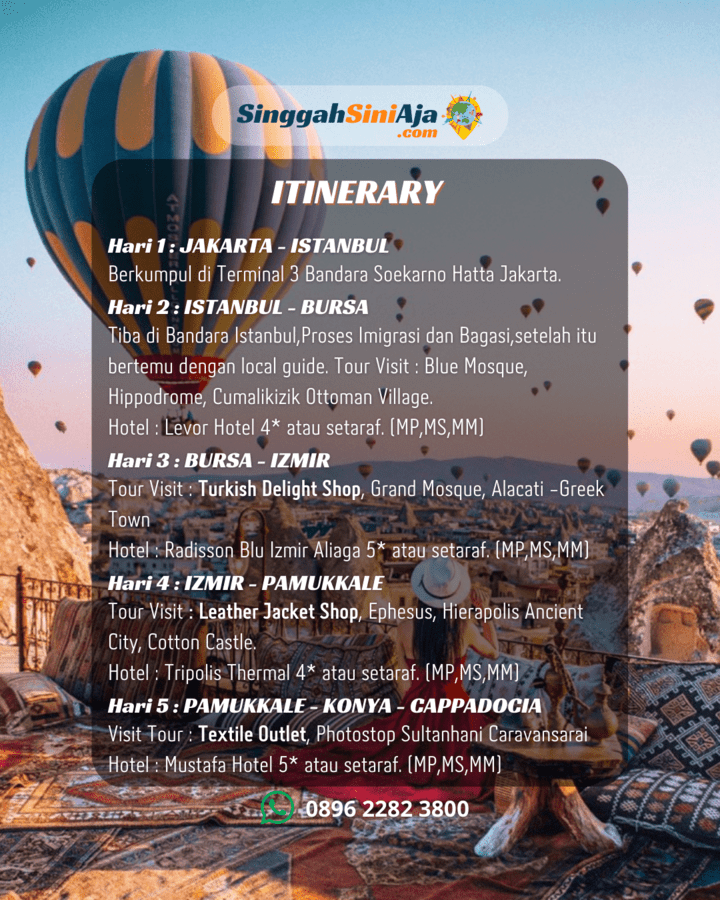 SinggahSiniAja
.com
ITINERARY
Hari 1 : JAKARTA - ISTANBUL
Berkumpul di Terminal 3 Bandara Soekarno Hatta Jakarta.
Hari 2 : ISTANBUL - BURSA
Tiba di Bandara Istanbul,Proses Imigrasi dan Bagasi,setelah itu
bertemu dengan local guide. Tour Visit : Blue Mosque,
Hippodrome, Cumalikizik Ottoman Village.
Hotel : Levor Hotel 4* atau setaraf. (MP,MS,MM)
Hari 3 : BURSA - IZMIR
Tour Visit : Turkish Delight Shop, Grand Mosque, Alacati -Greek
Town
Hotel : Radisson Blu Izmir Aliaga 5* atau setaraf. (MP,MS,MM)
Hari 4 : IZMIR - PAMUKKALE
Tour Visit : Leather Jacket Shop, Ephesus, Hierapolis Ancient
City, Cotton Castle.
Hotel : Tripolis Thermal 4* atau setaraf. (MP,MS,MM)
Hari 5 : PAMUKKALE - KONYA - CAPPADOCIA
Visit Tour : Textile Outlet, Photostop Sultanhani Caravansarai
Hotel : Mustafa Hotel 5* atau setaraf. (MP,MS,MM)
0896 2282 3800